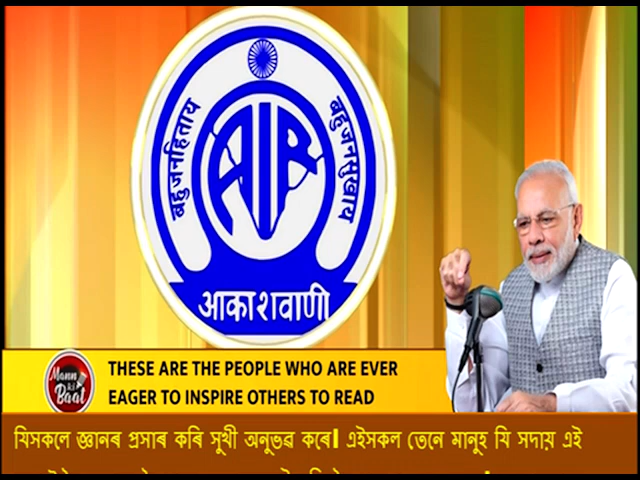 बहुजनहिताय
बहुजनसुखाय
AIR
आकाशवाणी
Mann
ki
Baat
THESE ARE THE PEOPLE WHO ARE EVER
EAGER TO INSPIRE OTHERS TO READ
যিসকলে জ্ঞানৰ প্ৰসাৰ কৰি সুখী অনুভৱ কৰে। এইসকল তেনে মানুহ যি সদায় এই